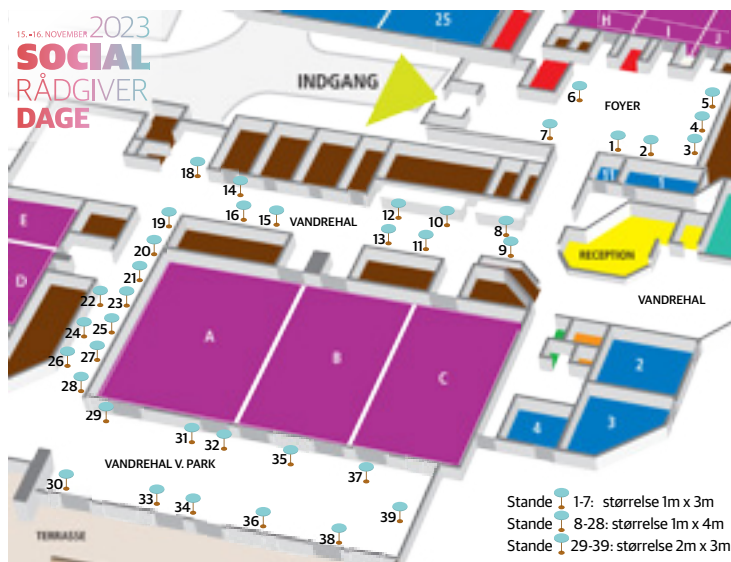 15.-16. NOVEMBER 2023
SOCIAL
RÅDGIVER
DAGE
25
H
I
J
INDGANG
FOYER
6
5
4
7
1
2
3
18
14
S1
1
16
15
VANDREHAL
12
10
8
19
13
11
9
20
E
RECEPTION
21
D
22
23
VANDREHAL
24
25
A
B
C
26
27
2
28
29
4
3
31
32
VANDREHAL V. PARK
35
37
30
33
34
36
39
38
TERRASSE
Stande 1-7: størrelse 1m x 3m
Stande 8-28: størrelse 1m x 4m
Stande 29-39: størrelse 2m x 3m